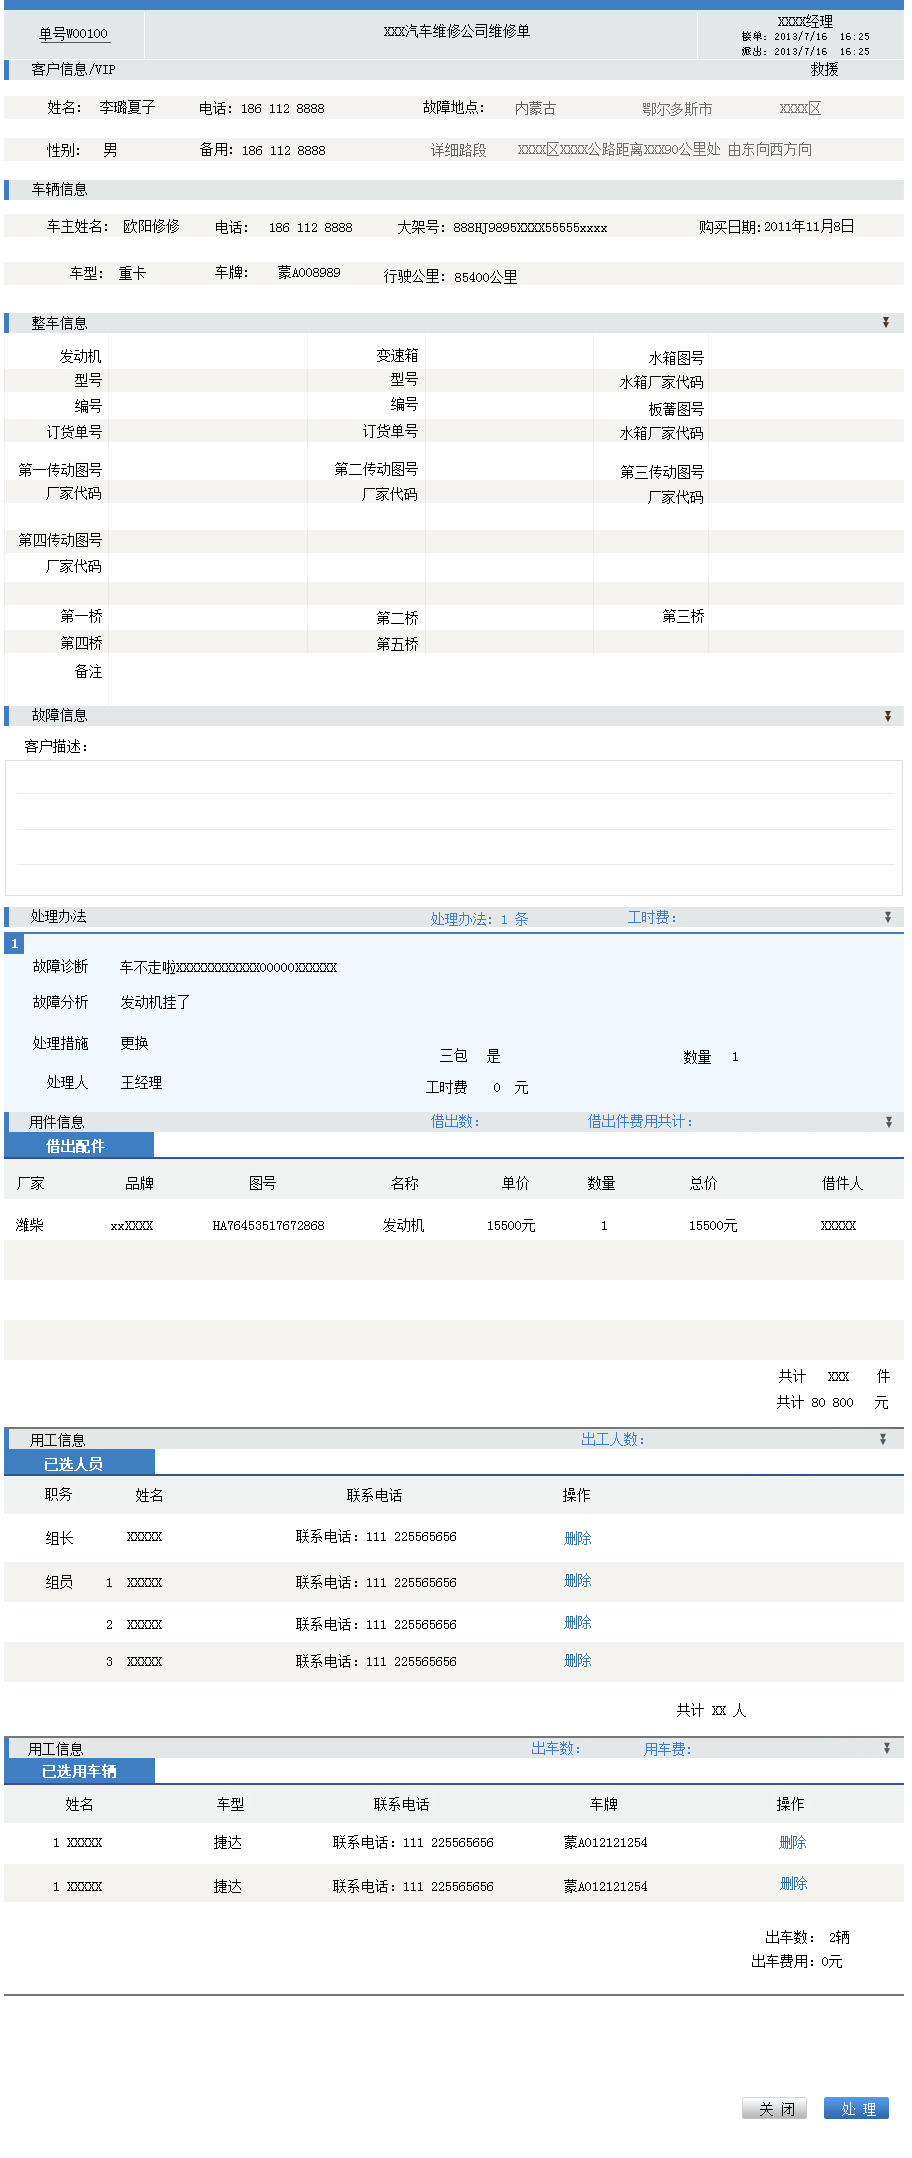 单号W00100 XXX汽车维修公司维修单 XXXX经理
接单: 2013/7/16 16:25
派出: 2013/7/16 16:25
客户信息/VIP 救援
姓名: 李璐夏子 电话: 186 112 8888 故障地点: 内蒙古 鄂尔多斯市 XXXX区
性别: 男 备用: 186 112 8888 详细路段 XXXX区XXXX公路距离XXX90公里处 由东向西方向
车辆信息
车主姓名: 欧阳修修 电话: 186 112 8888 大架号: 888HJ9895XXXX55555xxxx 购买日期:2011年11月8日
车型: 重卡 车牌: 蒙A008989 行驶公里: 85400公里
整车信息
发动机 变速箱 水箱图号
型号 型号 水箱厂家代码
编号 编号 板蓄图号
订货单号 订货单号 水箱厂家代码
第一传动图号 第二传动图号 第三传动图号
厂家代码 厂家代码 厂家代码
第四传动图号
厂家代码
第一桥 第二桥 第三桥
第四桥 第五桥
备注
故障信息
客户描述:
处理办法 处理办法: 1 条 工时费:
1
故障诊断 车不走啦XXXXXXXXXXXX00000XXXXXX
故障分析 发动机挂了
处理措施 更换
三包 是 数量 1
处理人 王经理
工时费 0 元
用件信息 借出数: 借出件费用共计:
借出配件
厂家 品牌 图号 名称 单价 数量 总价 借件人
潍柴 xxXXXX HA76453517672868 发动机 15500元 1 15500元 XXXXX
共计 XXX 件
共计 80 800 元
用工信息 出工人数:
已选人员
职务 姓名 联系电话 操作
组长 XXXXX 联系电话: 111 225565656 删除
组员 1 XXXXX 联系电话: 111 225565656 删除
2 XXXXX 联系电话: 111 225565656 删除
3 XXXXX 联系电话: 111 225565656 删除
共计 XX 人
用工信息 出车数: 用车费:
已选用车辆
姓名 车型 联系电话 车牌 操作
1 XXXXX 捷达 联系电话: 111 225565656 蒙A012121254 删除
1 XXXXX 捷达 联系电话: 111 225565656 蒙A012121254 删除
出车数: 2辆
出车费用: 0元
关 闭 处 理